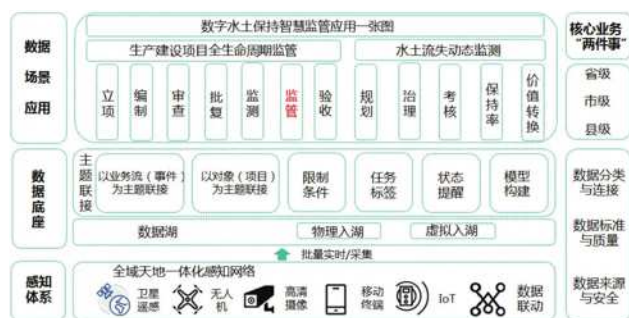 数字水土保持智慧监管应用一张图
生产建设项目全生命周期监管
水土流失动态监测
数据
场景
应用
立项
编制
审查
批复
监测
监管
验收
规划
治理
考核
保持率
价值转换
核心业务
“两件事”
省级
市级
县级
数据底座
主题联接
以业务流（事件）
为主题联接
以对象（项目）
为主题联接
限制
条件
任务
标签
状态
提醒
模型
构建
数据湖
物理入湖
虚拟入湖
批量实时/采集
数据分类
与连接
数据标准
与质量
数据来源
与安全
感知
体系
全域天地一体化感知网络
卫星
遥感
无人
机
高清
摄像
移动
终端
IoT
数据
联动